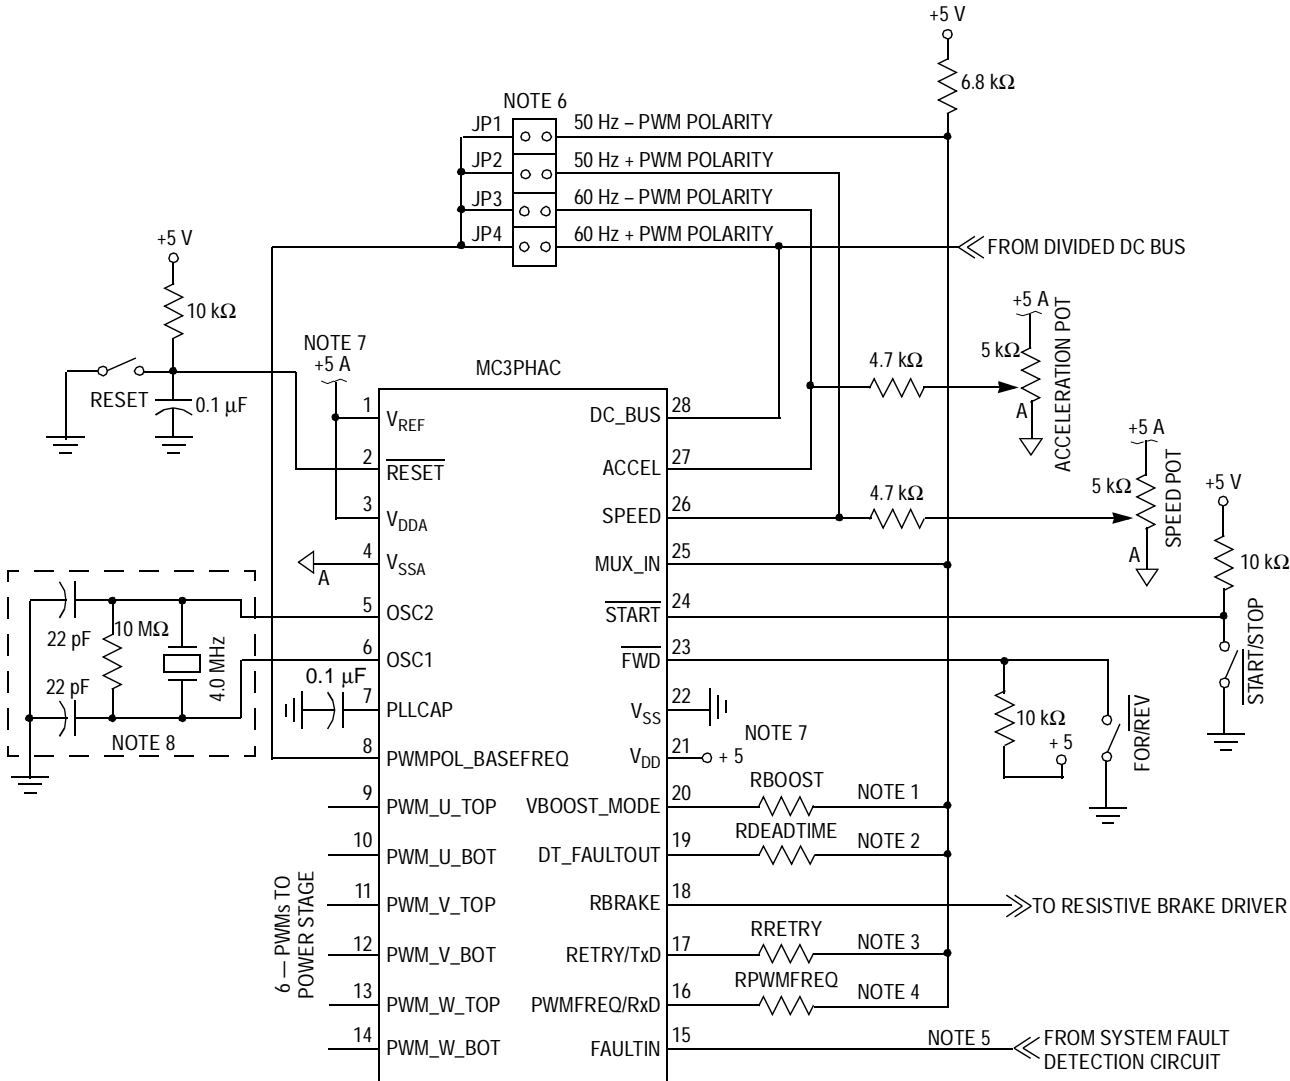 +5 V
6.8 kΩ
NOTE 6
JP1
50 Hz – PWM POLARITY
JP2
50 Hz + PWM POLARITY
JP3
60 Hz – PWM POLARITY
JP4
60 Hz + PWM POLARITY
FROM DIVIDED DC BUS
+5 V
10 kΩ
RESET
0.1 μF
NOTE 7
+5 A
MC3PHAC
4.7 kΩ
+5 A
5 kΩ
A
ACCELERATION POT
4.7 kΩ
+5 A
5 kΩ
A
SPEED POT
+5 V
10 kΩ
START/STOP
1
VREF
28
DC_BUS
2
RESET
27
ACCEL
3
VDDA
26
SPEED
4
VSSA
A
25
MUX_IN
5
OSC2
24
START
6
OSC1
23
FWD
0.1 μF
7
PLLCAP
22
VSS
8
PWMPOL_BASEFREQ
21
VDD
+ 5
NOTE 7
10 kΩ
+ 5
FOR/REV
22 pF
10 MΩ
4.0 MHz
22 pF
NOTE 8
9
PWM_U_TOP
20
VBOOST_MODE
RBOOST
NOTE 1
10
PWM_U_BOT
19
DT_FAULTOUT
RDEADTIME
NOTE 2
11
PWM_V_TOP
18
RBRAKE
TO RESISTIVE BRAKE DRIVER
12
PWM_V_BOT
17
RETRY/TxD
RRETRY
NOTE 3
13
PWM_W_TOP
16
PWMFREQ/RxD
RPWMFREQ
NOTE 4
14
PWM_W_BOT
15
FAULTIN
NOTE 5
FROM SYSTEM FAULT
DETECTION CIRCUIT
6 — PWMs TO
POWER STAGE